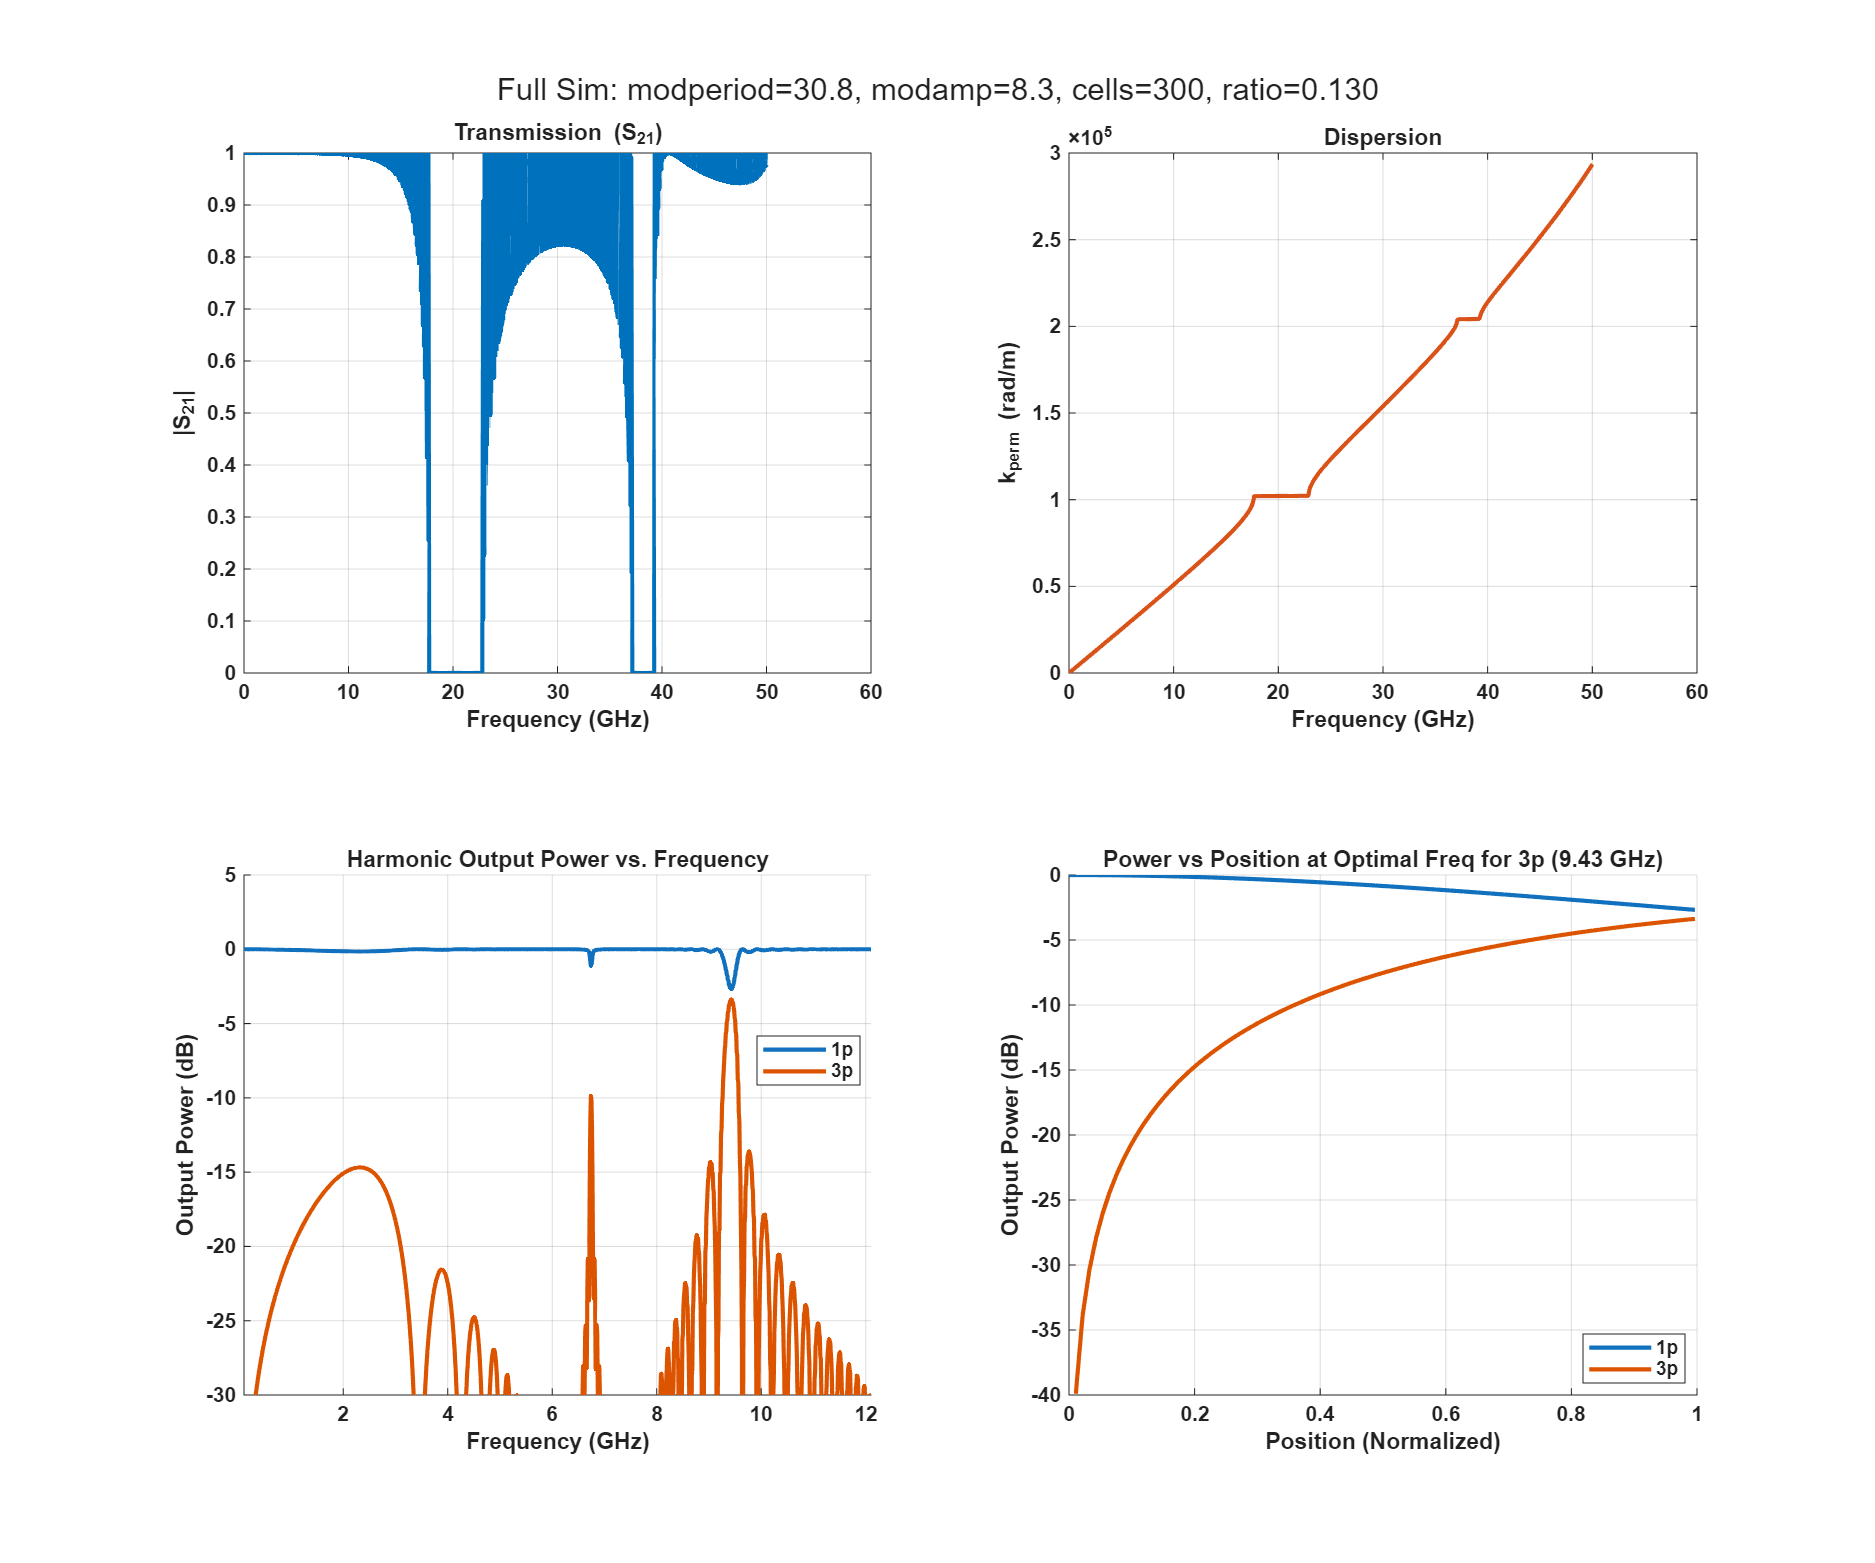 Full Sim: modperiod=30.8, modamp=8.3, cells=300, ratio=0.130
Transmission (S21)
1
0.9
0.8
0.7
0.6
0.5
0.4
0.3
0.2
0.1
0
|S21|
0 10 20 30 40 50 60
Frequency (GHz)
×10⁵
Dispersion
3
2.5
2
1.5
1
0.5
0
kperm (rad/m)
0 10 20 30 40 50 60
Frequency (GHz)
Harmonic Output Power vs. Frequency
5
0
-5
-10
-15
-20
-25
-30
Output Power (dB)
1p
3p
2 4 6 8 10 12
Frequency (GHz)
Power vs Position at Optimal Freq for 3p (9.43 GHz)
0
-5
-10
-15
-20
-25
-30
-35
-40
Output Power (dB)
1p
3p
0 0.2 0.4 0.6 0.8 1
Position (Normalized)